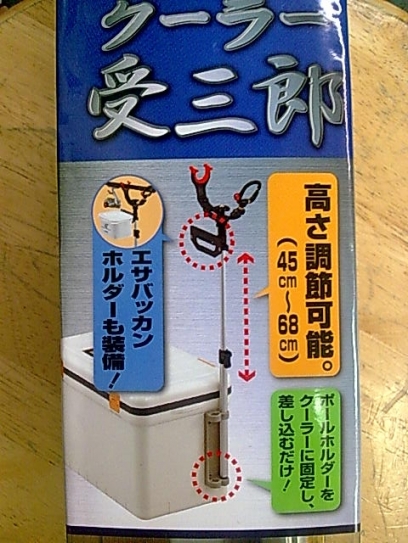 クーラー
受三郎
高さ調節可能。
(45cm～68cm)
エサバッカン
ホルダーも装備！
ポールホルダーを
クーラーに固定し、
差し込むだけ！